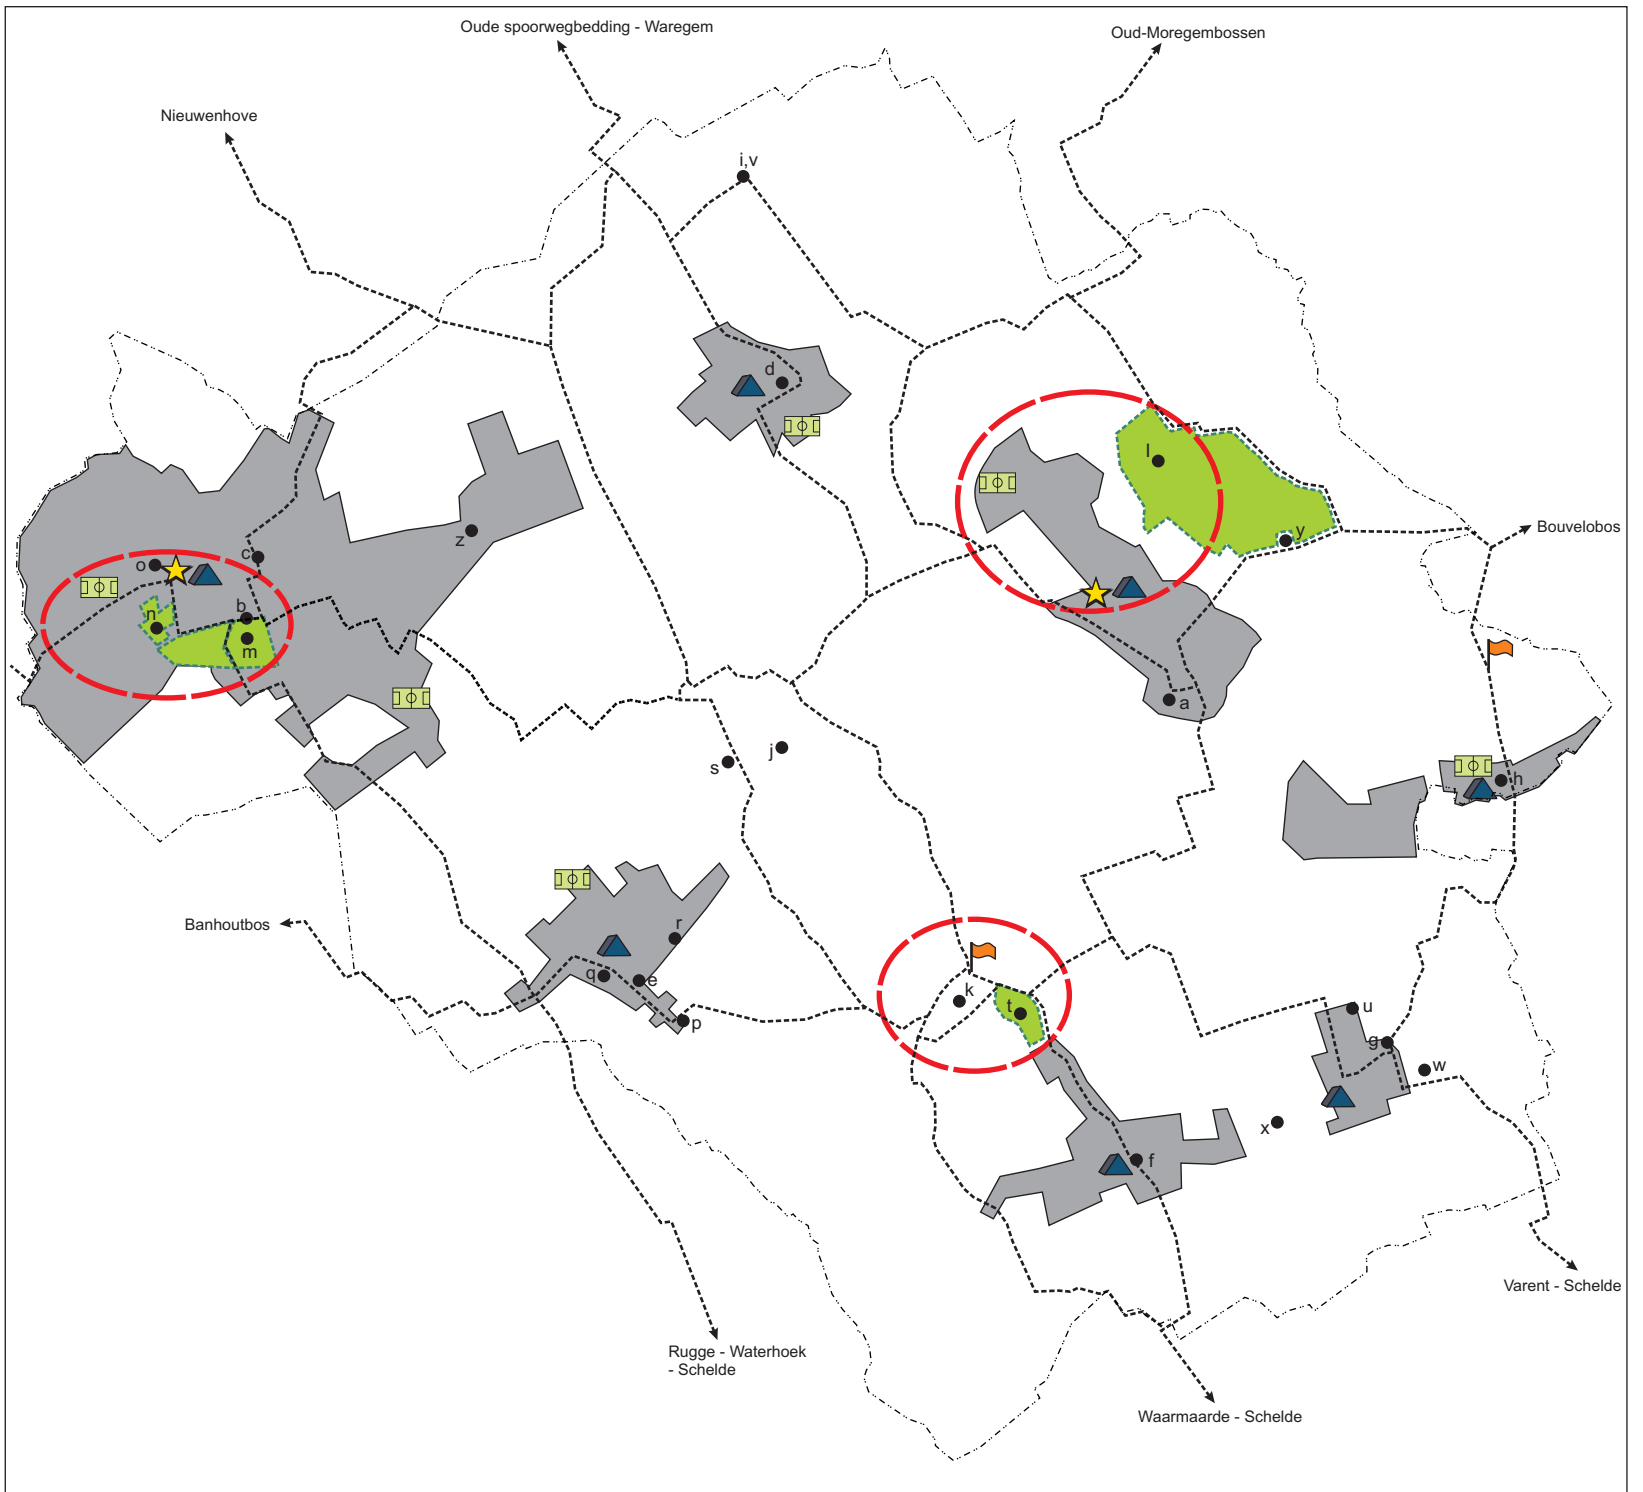 Oude spoorwegbedding - Waregem
Oud-Moregembossen
Nieuwenhove
i,v
d
l
y
Bouvelobos
z
c
o
b
n
m
a
j
s
h
Banhoutbos
r
q
e
p
k
t
u
g
w
x
f
Varent - Schelde
Rugge - Waterhoek
- Schelde
Waarmaarde - Schelde